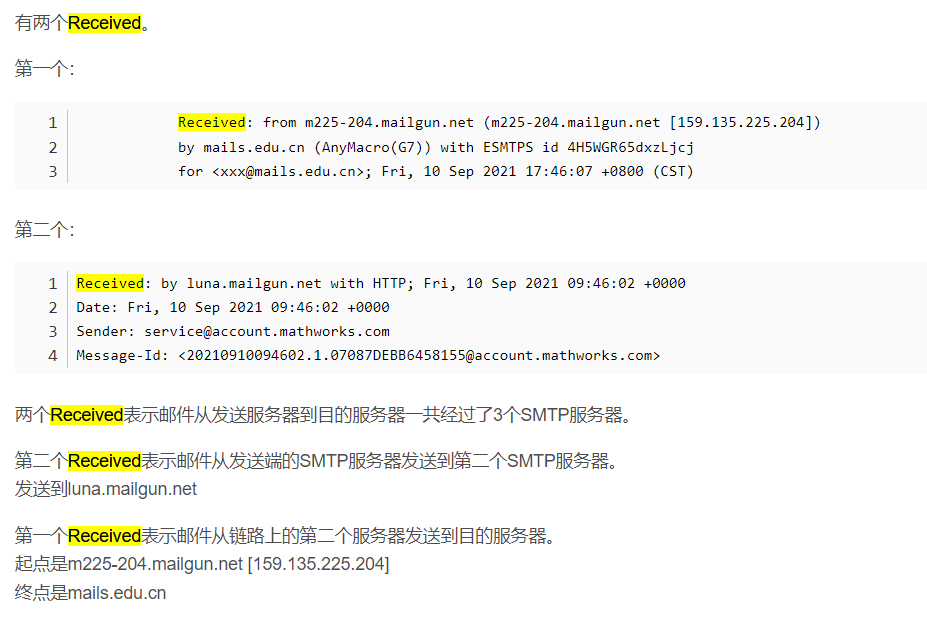 有两个Received。
第一个:
1 Received: from m225-204.mailgun.net (m225-204.mailgun.net [159.135.225.204])
2 by mails.edu.cn (AnyMacro(G7)) with ESMTPS id 4H5WGR65dxzLjcj
3 for <xxx@mails.edu.cn>; Fri, 10 Sep 2021 17:46:07 +0800 (CST)
第二个:
1 Received: by luna.mailgun.net with HTTP; Fri, 10 Sep 2021 09:46:02 +0000
2 Date: Fri, 10 Sep 2021 09:46:02 +0000
3 Sender: service@account.mathworks.com
4 Message-Id: <20210910094602.1.07087DEBB6458155@account.mathworks.com>
两个Received表示邮件从发送服务器到目的服务器一共经过了3个SMTP服务器。
第二个Received表示邮件从发送端的SMTP服务器发送到第二个SMTP服务器。
发送到luna.mailgun.net
第一个Received表示邮件从链路上的第二个服务器发送到目的服务器。
起点是m225-204.mailgun.net [159.135.225.204]
终点是mails.edu.cn